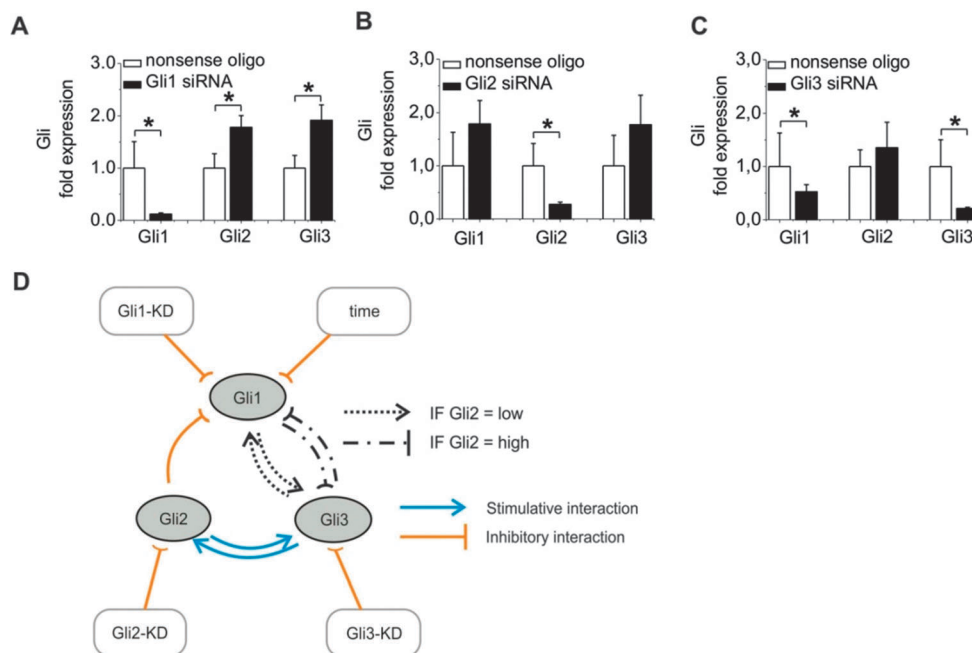 A
B
C
Gli
fold expression
3.0
2.0
1.0
0.0
nonsense oligo
Gli1 siRNA
*
*
*
Gli1
Gli2
Gli3
Gli
fold expression
3,0
2,0
1,0
0,0
nonsense oligo
Gli2 siRNA
*
Gli1
Gli2
Gli3
Gli
fold expression
3,0
2,0
1,0
0,0
nonsense oligo
Gli3 siRNA
*
*
Gli1
Gli2
Gli3
D
Gli1-KD
time
Gli1
IF Gli2 = low
IF Gli2 = high
Gli2
Gli3
Stimulative interaction
Inhibitory interaction
Gli2-KD
Gli3-KD